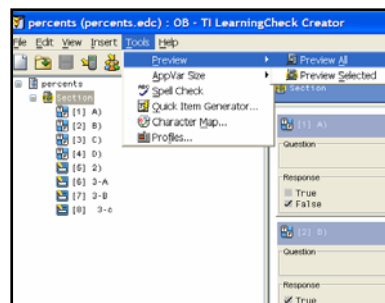 percents (percents.edc) : OB - TI LearningCheck Creator
File Edit View Insert Tools Help
Preview
Preview All
AppVar Size
Preview Selected
Spell Check
Quick Item Generator...
Character Map...
Profiles...
percents
Section
[1] A)
[2] B)
[3] C)
[4] D)
[5] 2)
[6] 3-A
[7] 3-B
[8] 3-c
Section
[1] A)
Question
Response
True
False
[2] B)
Question
Response
True